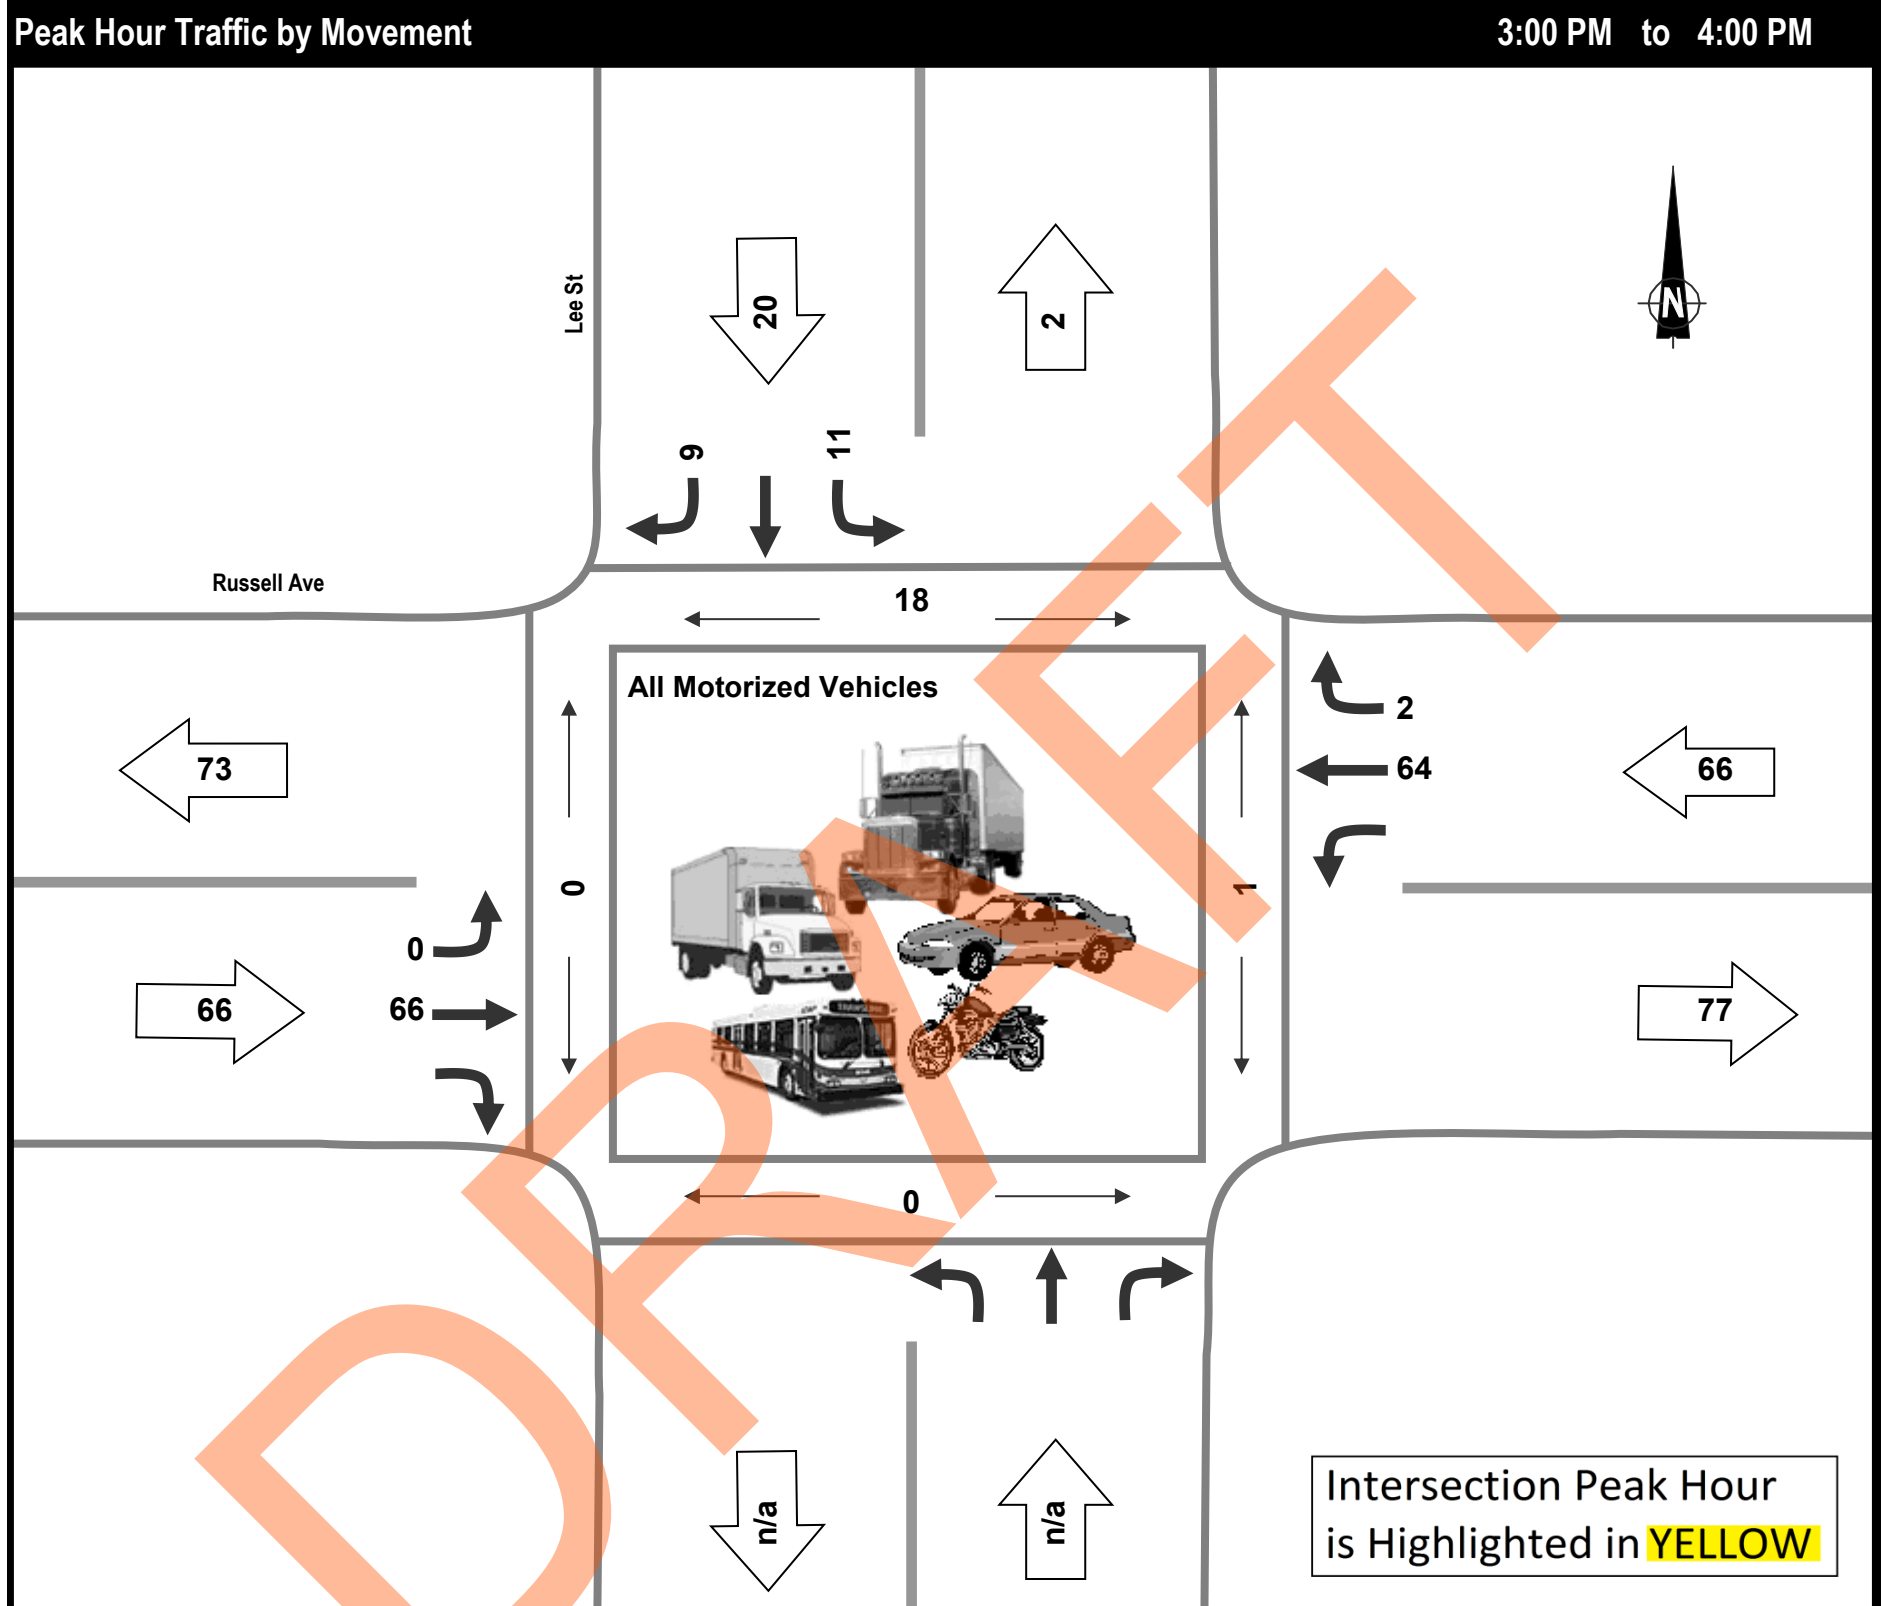 Peak Hour Traffic by Movement 3:00 PM to 4:00 PM
Lee St
20
2
N
9
11
Russell Ave
18
All Motorized Vehicles
2
64
73
66
0
1
0
66
66
77
0
n/a
n/a
Intersection Peak Hour
is Highlighted in YELLOW
DRAFT